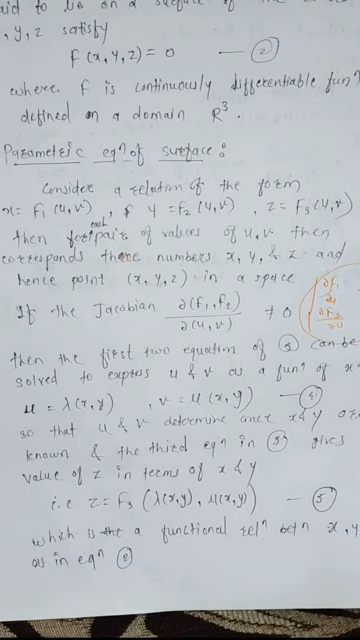 said to lie on a surface if the
x, y, z satisfy
F (x, y, z) = 0 — (2)
where F is continuously differentiable funⁿ
defined on a domain R³.
Parametric eqⁿ of surface:
Consider a relation of the form
x = F₁ (u, v), & y = F₂ (u, v), z = F₃ (u, v
then for each pair of values of u, v then
corresponds three numbers x, y, & z and
hence point (x, y, z) in a space
If the Jacobian ∂(f₁, f₂) / ∂(u, v) ≠ 0 ∂f₁ ∂f₂ / ∂u
then the first two equation of (3) can be
solved to express u & v as a funⁿ of x
u = λ(x, y) , v = μ (x, y) — (4)
so that u & v determine once x & y are
known & the third eqⁿ in (3) gives
value of z in terms of x & y
i.e. z = F₃ (λ(x, y), μ(x, y)) — (5)
which is the a functional relⁿ betⁿ x, y
as in eqⁿ (2)